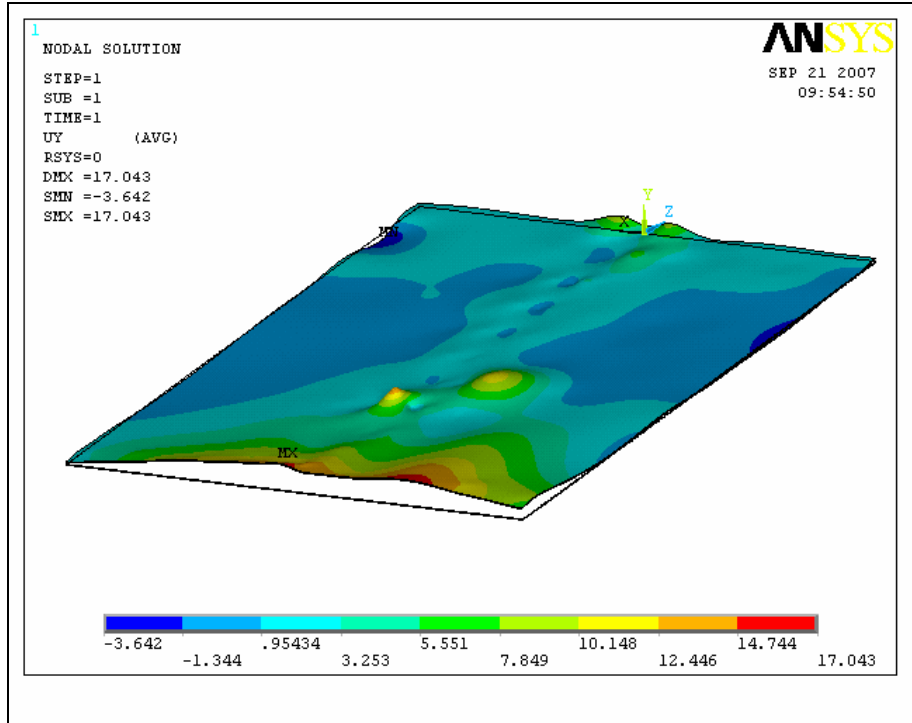 1
NODAL SOLUTION
STEP=1
SUB =1
TIME=1
UY (AVG)
RSYS=0
DMX =17.043
SMN =-3.642
SMX =17.043
ANSYS
SEP 21 2007
09:54:50
Y
X Z
MN
MX
-3.642 .95434 5.551 10.148 14.744
-1.344 3.253 7.849 12.446 17.043